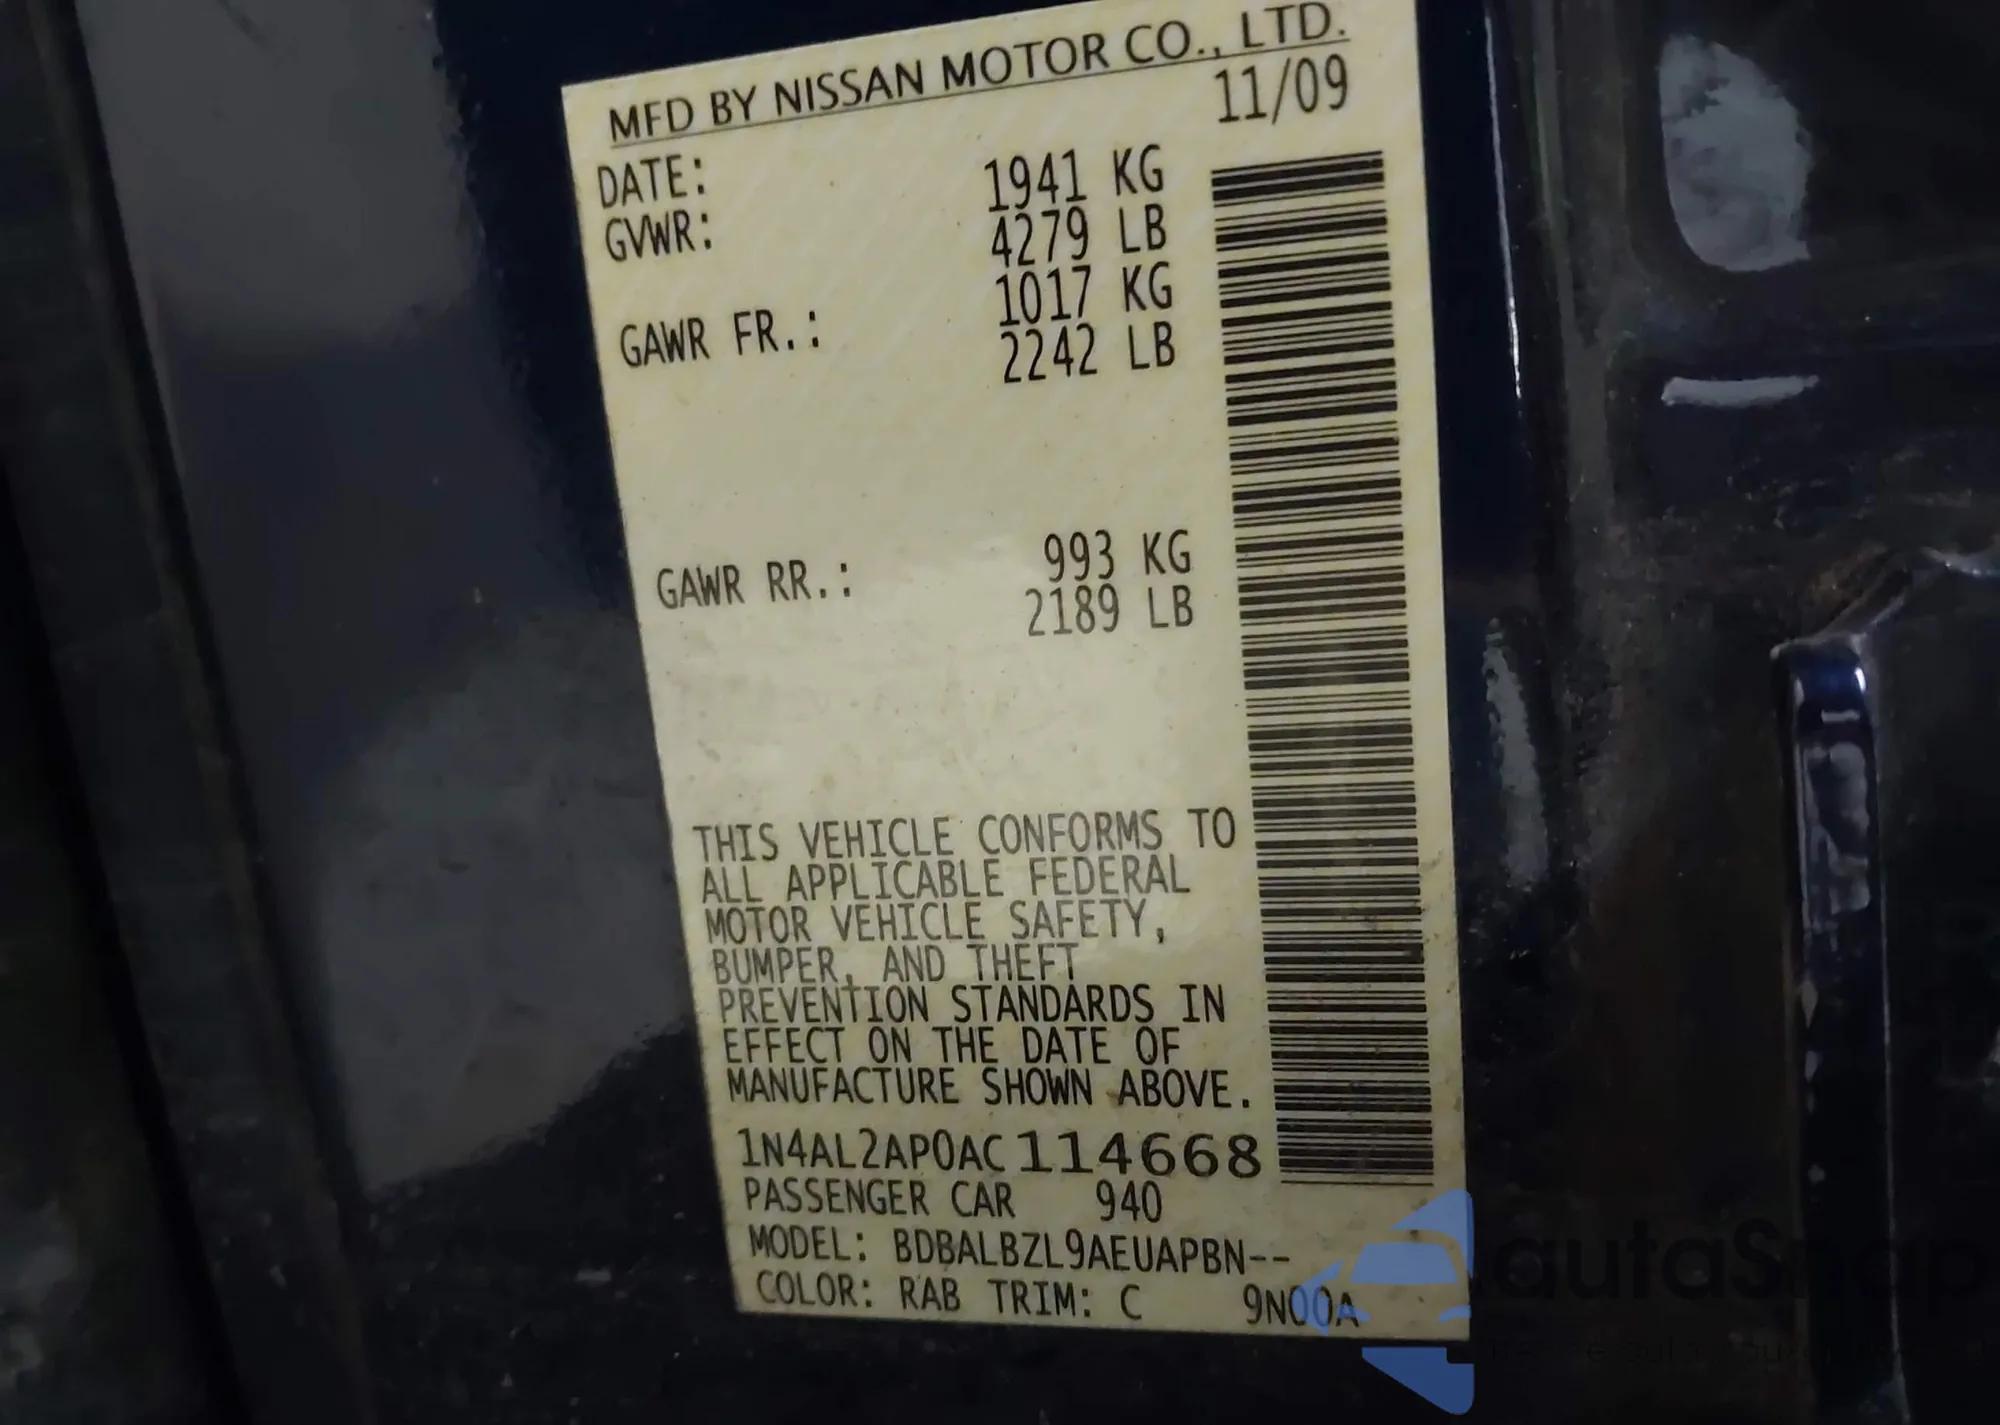 MFD BY NISSAN MOTOR CO., LTD.
DATE: 11/09
GVWR: 1941 KG
4279 LB
GAWR FR.: 1017 KG
2242 LB
GAWR RR.: 993 KG
2189 LB
THIS VEHICLE CONFORMS TO
ALL APPLICABLE FEDERAL
MOTOR VEHICLE SAFETY,
BUMPER, AND THEFT
PREVENTION STANDARDS IN
EFFECT ON THE DATE OF
MANUFACTURE SHOWN ABOVE.
1N4AL2AP0AC114668
PASSENGER CAR 940
MODEL: BDBALBZL9AEUAPBN--
COLOR: RAB TRIM: C 9N00A
autaSnap